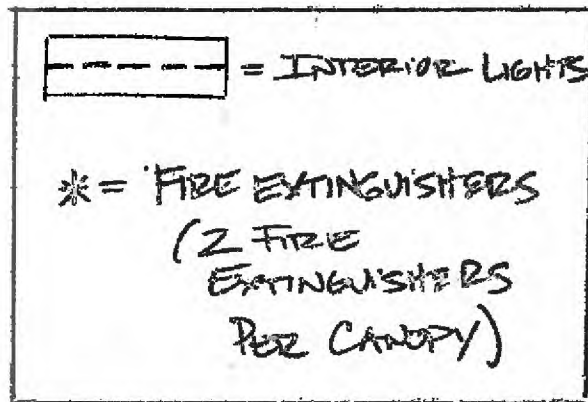 = INTERIOR LIGHTS
* = FIRE EXTINGUISHERS
(2 FIRE
EXTINGUISHERS
PER CANOPY)